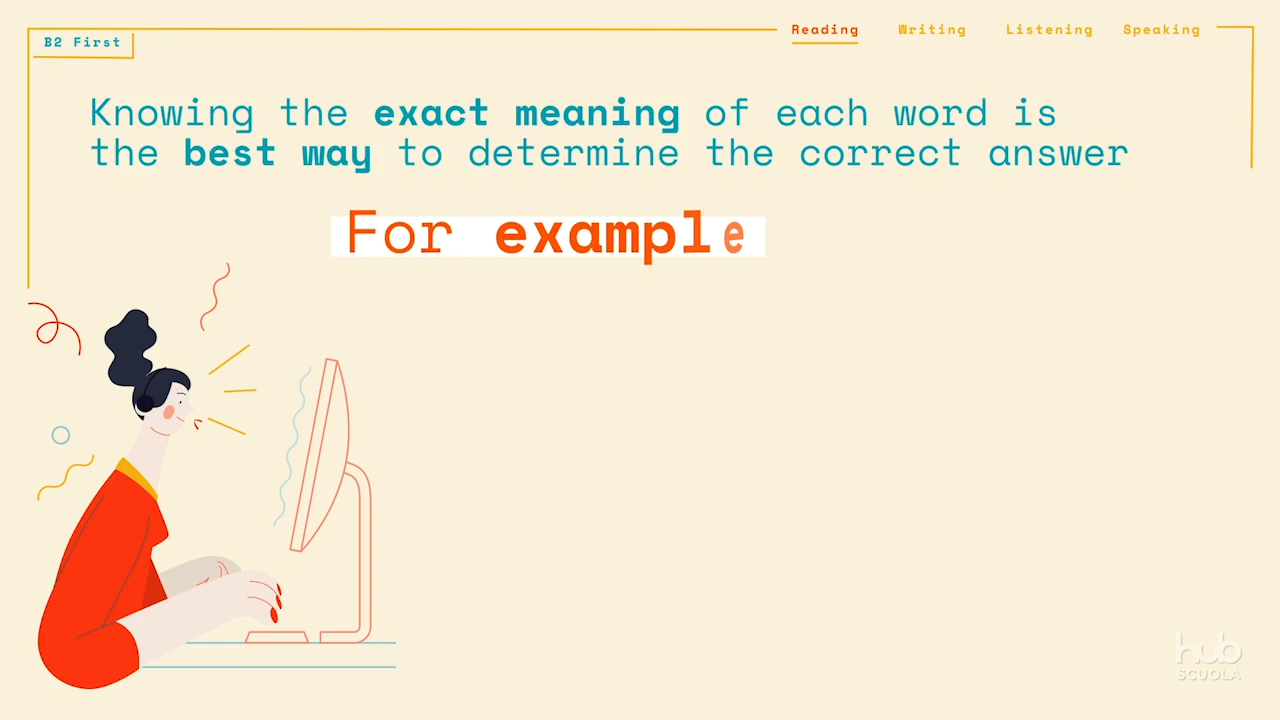 B2 First
Reading Writing Listening Speaking
Knowing the exact meaning of each word is
the best way to determine the correct answer
For example
hub
SCUOLA